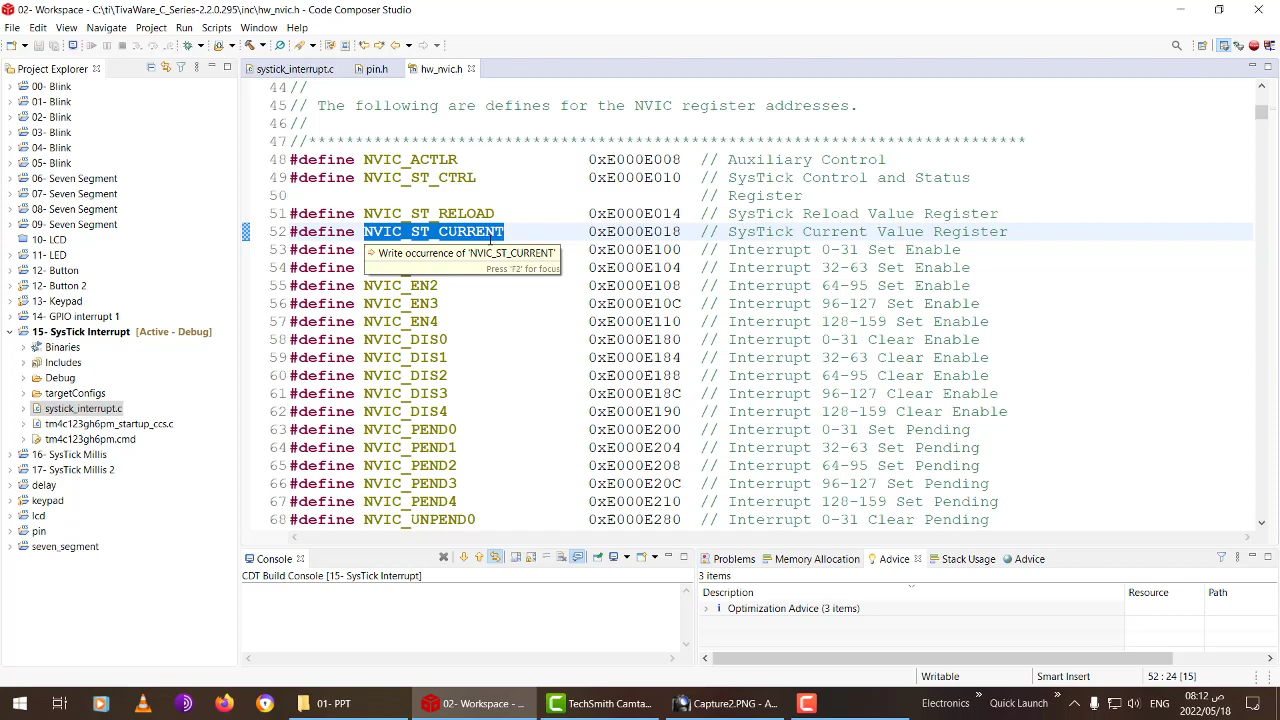 02- Workspace - C:\ti\TivaWare_C_Series-2.2.0.295\inc\hw_nvic.h - Code Composer Studio
File Edit View Navigate Project Run Scripts Window Help
Project Explorer
00- Blink
01- Blink
02- Blink
03- Blink
04- Blink
05- Blink
06- Seven Segment
07- Seven Segment
08- Seven Segment
09- Seven Segment
10- LCD
11- LED
12- Button
12- Button 2
13- Keypad
14- GPIO interrupt 1
15- SysTick Interrupt [Active - Debug]
Binaries
Includes
Debug
targetConfigs
systick_interrupt.c
tm4c123gh6pm_startup_ccs.c
tm4c123gh6pm.cmd
16- SysTick Millis
17- SysTick Millis 2
delay
keypad
lcd
pin
seven_segment
systick_interrupt.c pin.h hw_nvic.h
44 //
45 // The following are defines for the NVIC register addresses.
46 //
47 //*****************************************************************************
48 #define NVIC_ACTLR 0xE000E008 // Auxiliary Control
49 #define NVIC_ST_CTRL 0xE000E010 // SysTick Control and Status
50 // Register
51 #define NVIC_ST_RELOAD 0xE000E014 // SysTick Reload Value Register
52 #define NVIC_ST_CURRENT 0xE000E018 // SysTick Current Value Register
53 #define 0xE000E100 // Interrupt 0-31 Set Enable
Write occurrence of 'NVIC_ST_CURRENT'
Press 'F2' for focus
54 #define 0xE000E104 // Interrupt 32-63 Set Enable
55 #define NVIC_EN2 0xE000E108 // Interrupt 64-95 Set Enable
56 #define NVIC_EN3 0xE000E10C // Interrupt 96-127 Set Enable
57 #define NVIC_EN4 0xE000E110 // Interrupt 128-159 Set Enable
58 #define NVIC_DIS0 0xE000E180 // Interrupt 0-31 Clear Enable
59 #define NVIC_DIS1 0xE000E184 // Interrupt 32-63 Clear Enable
60 #define NVIC_DIS2 0xE000E188 // Interrupt 64-95 Clear Enable
61 #define NVIC_DIS3 0xE000E18C // Interrupt 96-127 Clear Enable
62 #define NVIC_DIS4 0xE000E190 // Interrupt 128-159 Clear Enable
63 #define NVIC_PEND0 0xE000E200 // Interrupt 0-31 Set Pending
64 #define NVIC_PEND1 0xE000E204 // Interrupt 32-63 Set Pending
65 #define NVIC_PEND2 0xE000E208 // Interrupt 64-95 Set Pending
66 #define NVIC_PEND3 0xE000E20C // Interrupt 96-127 Set Pending
67 #define NVIC_PEND4 0xE000E210 // Interrupt 128-159 Set Pending
68 #define NVIC_UNPEND0 0xE000E280 // Interrupt 0-31 Clear Pending
Console
CDT Build Console [15- SysTick Interrupt]
Problems Memory Allocation Advice Stack Usage Advice
3 items
Description Resource Path
Optimization Advice (3 items)
Writable Smart Insert 52 : 24 [15]
01- PPT 02- Workspace - ... TechSmith Camta... Capture2.PNG - A... Electronics » Quick Launch »
08:12 ص
2022/05/18